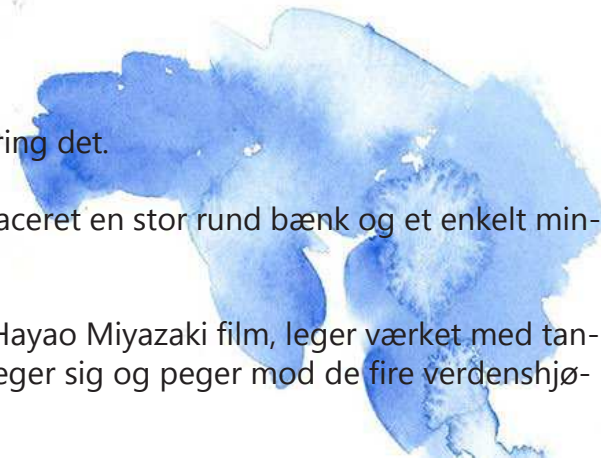 ring det.
aceret en stor rund bænk og et enkelt min-
Hayao Miyazaki film, leger værket med tan-
eger sig og peger mod de fire verdenshjø-